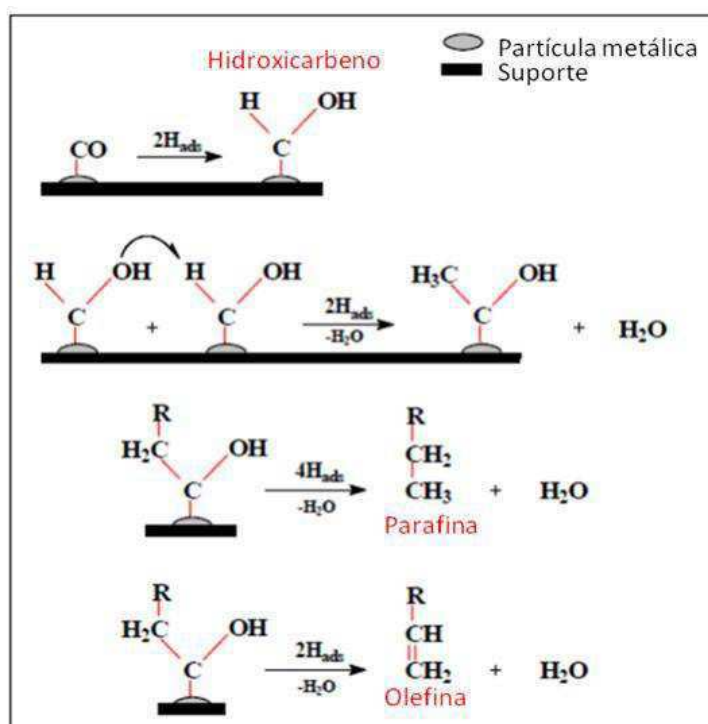 Partícula metálica
Suporte
Hidroxicarbeno
H OH
CO 2Hads C
H OH H OH H3C OH
C + C 2Hads C + H2O
-H2O
R R
H2C OH CH2
C 4Hads CH3 + H2O
-H2O
Parafina
R R
H2C OH CH
C 2Hads CH2 + H2O
-H2O
Olefina